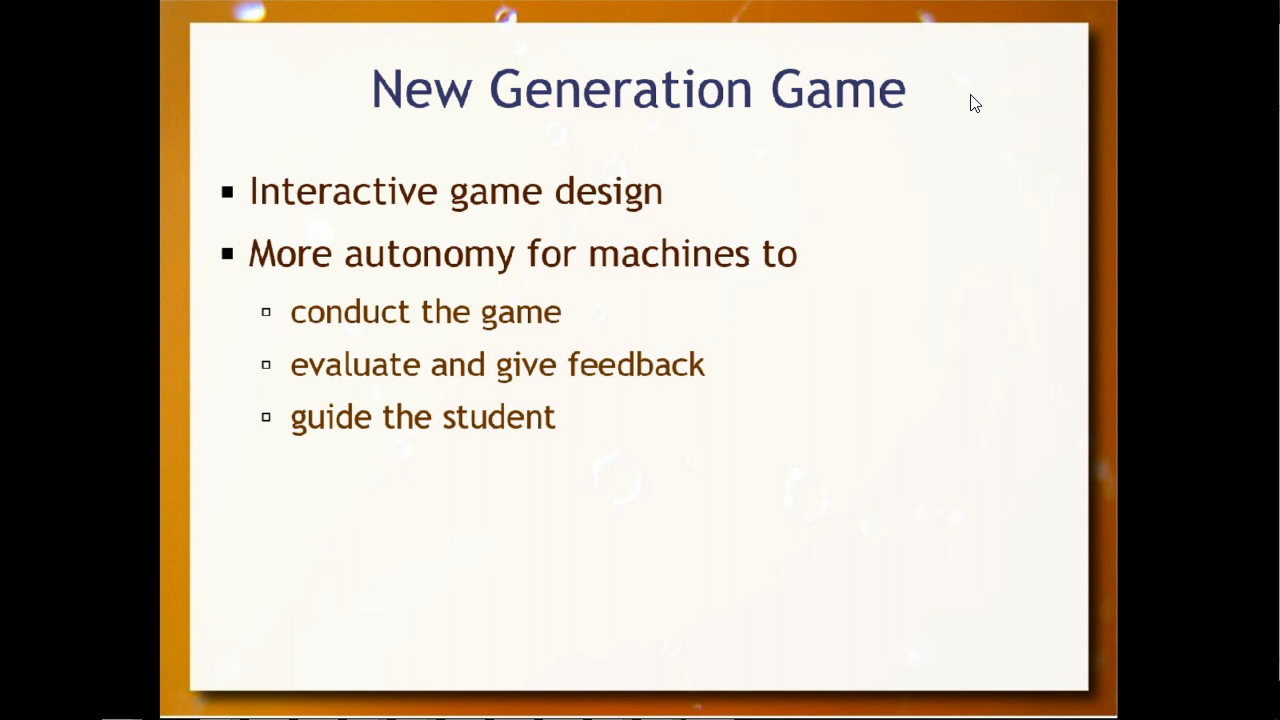 New Generation Game
Interactive game design
More autonomy for machines to
conduct the game
evaluate and give feedback
guide the student